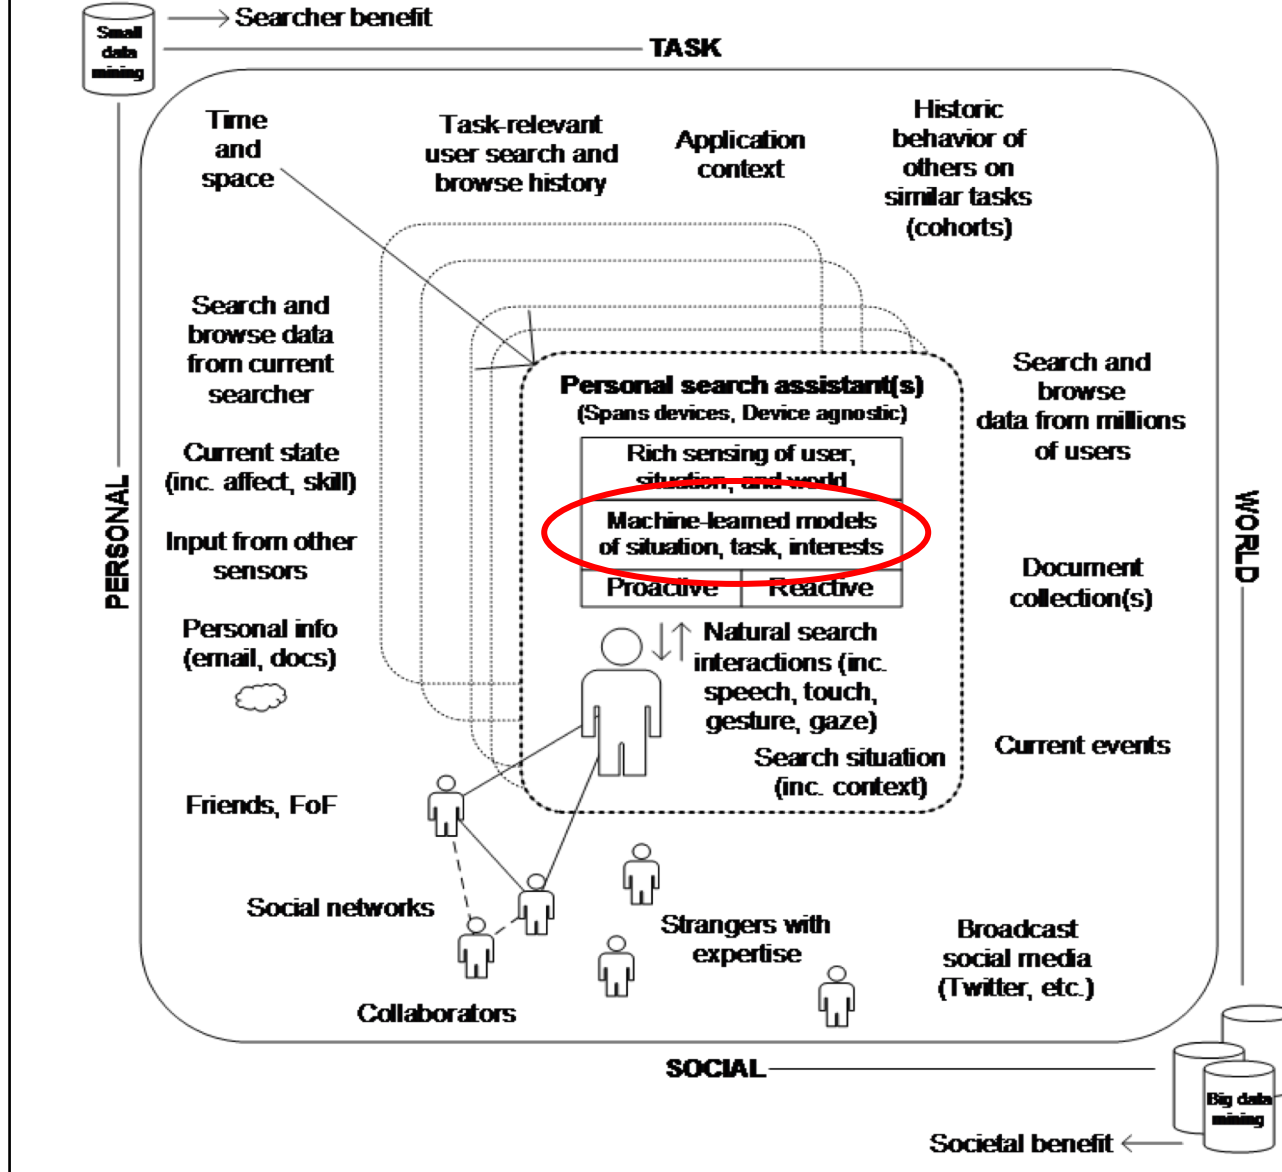 Small
data
mining
Searcher benefit
TASK
Time
and
space
Task-relevant
user search and
browse history
Application
context
Historic
behavior of
others on
similar tasks
(cohorts)
Search and
browse data
from current
searcher
Current state
(inc. affect, skill)
Input from other
sensors
Personal info
(email, docs)
PERSONAL
Personal search assistant(s)
(Spans devices, Device agnostic)
Rich sensing of user,
situation, and world
Machine-learned models
of situation, task, interests
Proactive
Reactive
Natural search
interactions (inc.
speech, touch,
gesture, gaze)
Search situation
(inc. context)
Search and
browse
data from millions
of users
WORLD
Document
collection(s)
Current events
Friends, FoF
Social networks
Collaborators
Strangers with
expertise
Broadcast
social media
(Twitter, etc.)
SOCIAL
Big data
mining
Societal benefit